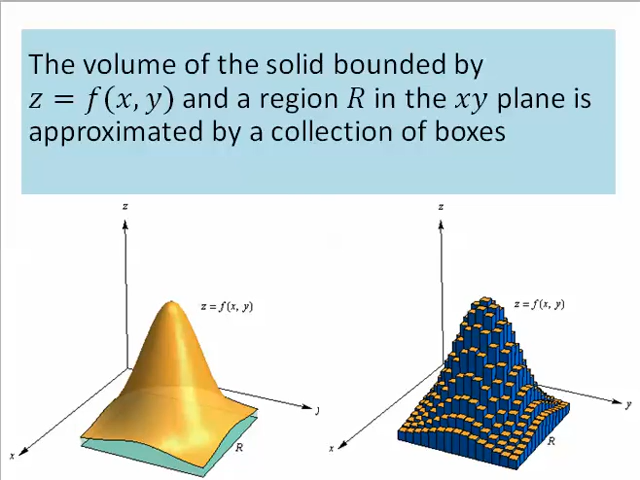 The volume of the solid bounded by
z = f(x, y) and a region R in the xy plane is
approximated by a collection of boxes
z
z
z = f(x, y)
z = f(x, y)
y
x
R
x
R